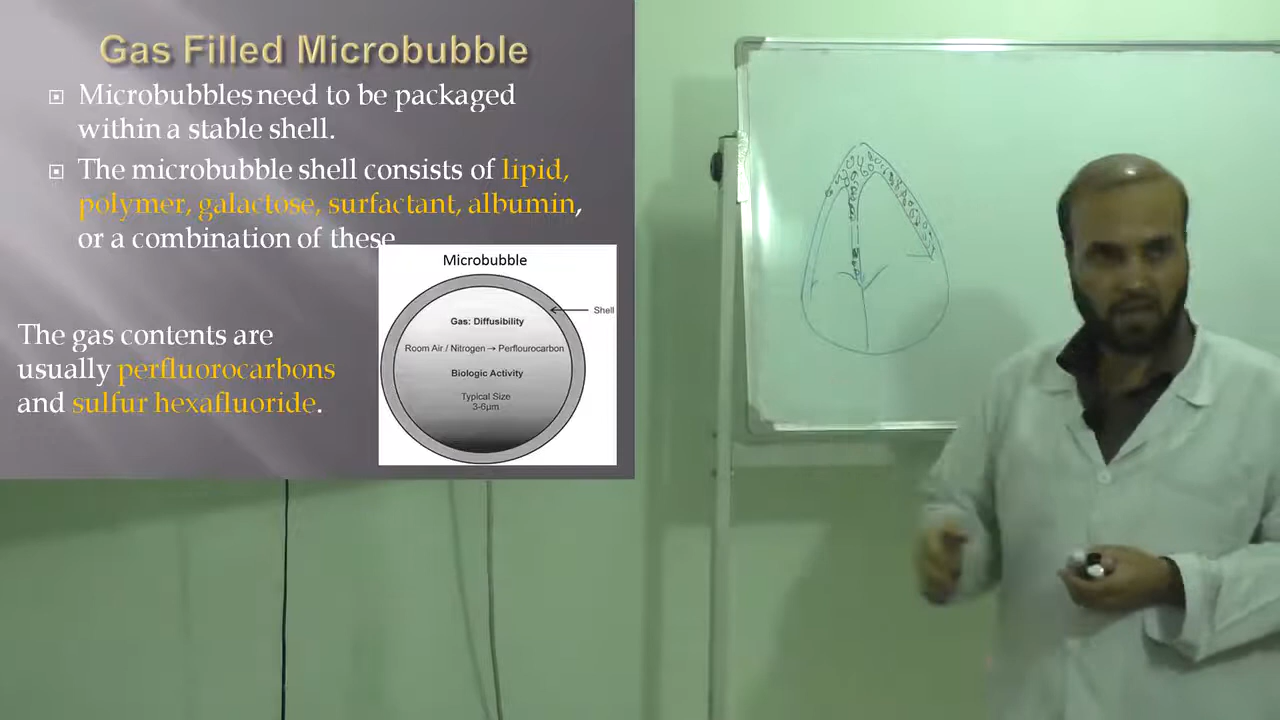 Gas Filled Microbubble
Microbubbles need to be packaged
within a stable shell.
The microbubble shell consists of lipid,
polymer, galactose, surfactant, albumin,
or a combination of these
The gas contents are
usually perfluorocarbons
and sulfur hexafluoride.
Microbubble
Shell
Gas: Diffusibility
Room Air / Nitrogen → Perflourocarbon
Biologic Activity
Typical Size
3-6μm